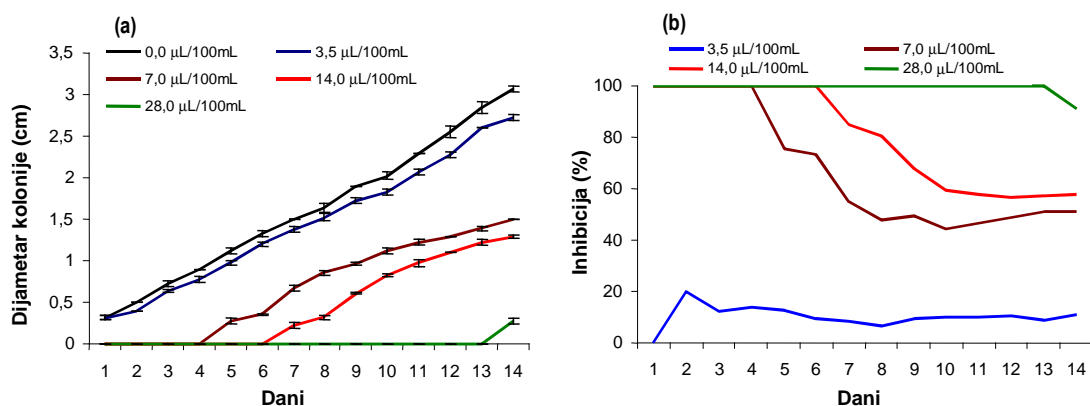 (a)
0,0 µL/100mL
3,5 µL/100mL
7,0 µL/100mL
14,0 µL/100mL
28,0 µL/100mL
Dijametar kolonije (cm)
3,5
3
2,5
2
1,5
1
0,5
0
1 2 3 4 5 6 7 8 9 10 11 12 13 14
Dani
(b)
3,5 µL/100mL
7,0 µL/100mL
14,0 µL/100mL
28,0 µL/100mL
Inhibicija (%)
100
80
60
40
20
0
1 2 3 4 5 6 7 8 9 10 11 12 13 14
Dani